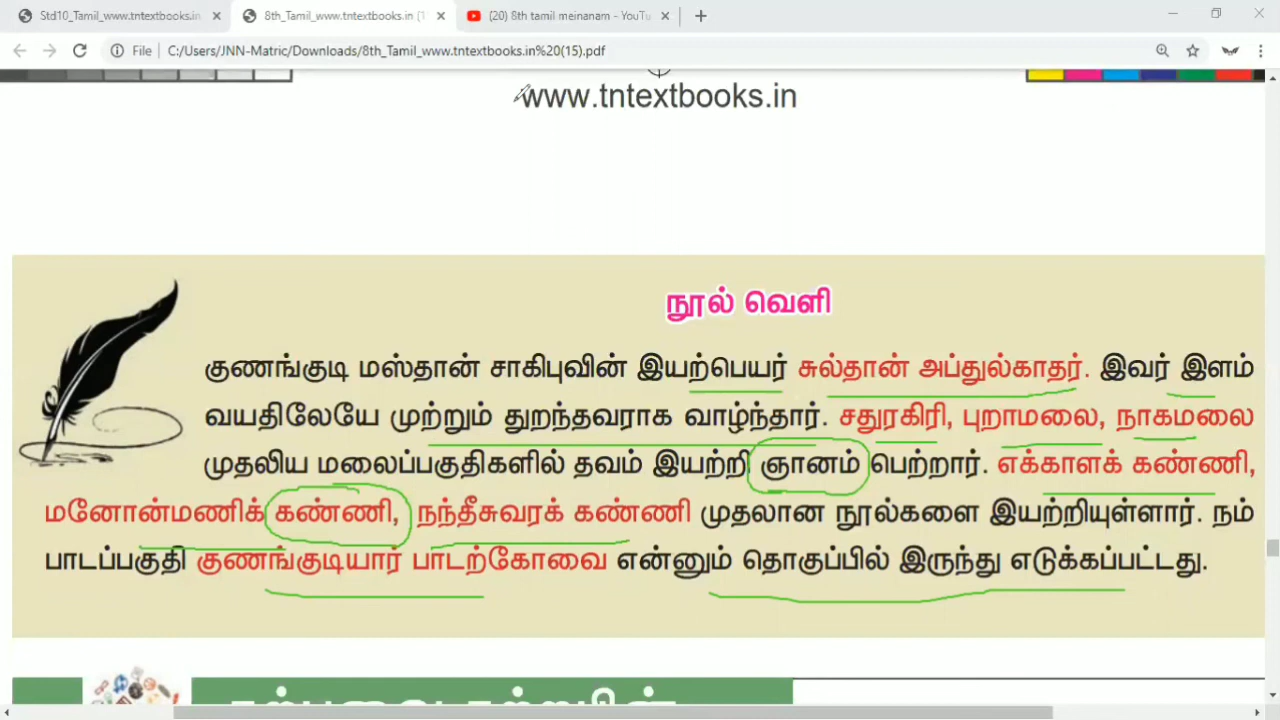 Std10_Tamil_www.tntextbooks.in
8th_Tamil_www.tntextbooks.in (1
(20) 8th tamil meinanam - YouTu
File
C:/Users/JNN-Matric/Downloads/8th_Tamil_www.tntextbooks.in%20(15).pdf
www.tntextbooks.in
நூல் வெளி
குணங்குடி மஸ்தான் சாகிபுவின் இயற்பெயர் சுல்தான் அப்துல்காதர். இவர் இளம்
வயதிலேயே முற்றும் துறந்தவராக வாழ்ந்தார். சதுரகிரி, புறாமலை, நாகமலை
முதலிய மலைப்பகுதிகளில் தவம் இயற்றி ஞானம் பெற்றார். எக்காளக் கண்ணி,
மனோன்மணிக் கண்ணி, நந்தீசுவரக் கண்ணி முதலான நூல்களை இயற்றியுள்ளார். நம்
பாடப்பகுதி குணங்குடியார் பாடற்கோவை என்னும் தொகுப்பில் இருந்து எடுக்கப்பட்டது.